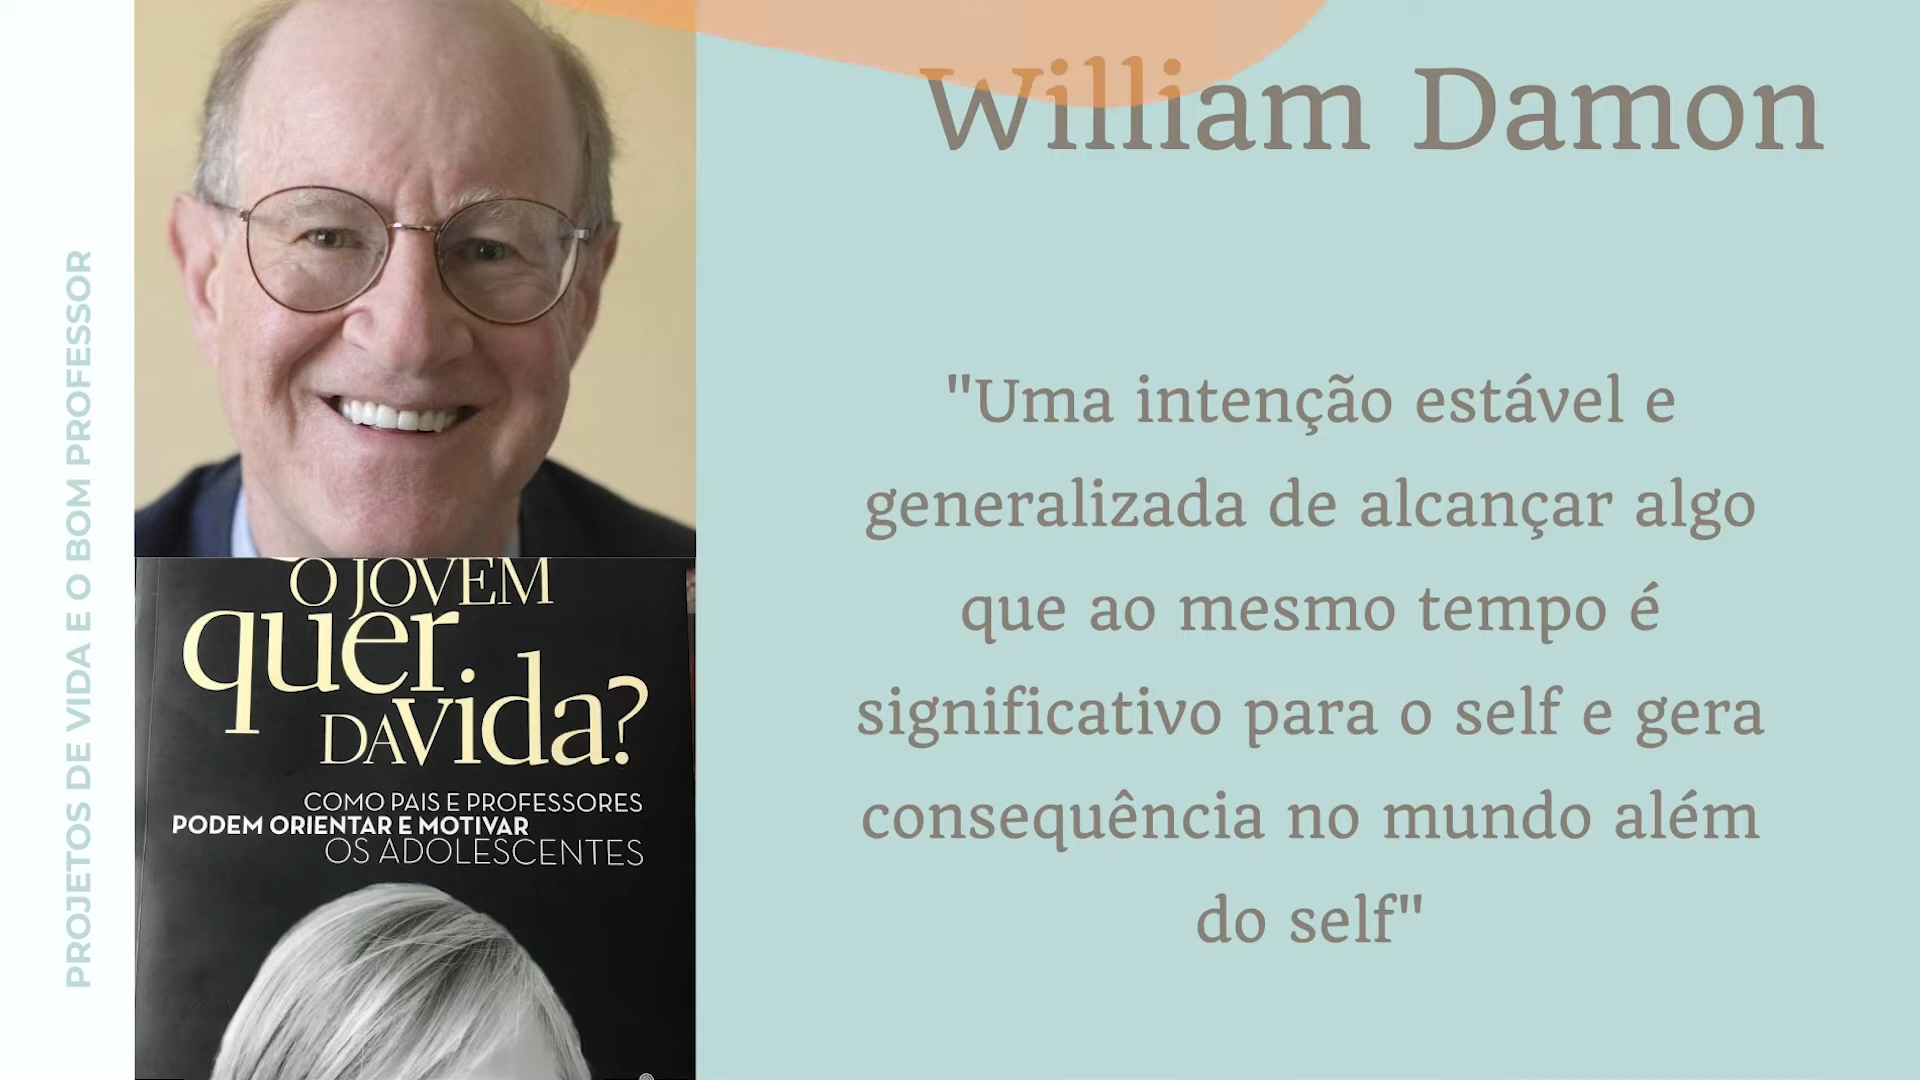 PROJETOS DE VIDA E O BOM PROFESSOR
William Damon
"Uma intenção estável e
generalizada de alcançar algo
que ao mesmo tempo é
significativo para o self e gera
consequência no mundo além
do self"
O JOVEM
quer
DA vida?
COMO PAIS E PROFESSORES
PODEM ORIENTAR E MOTIVAR
OS ADOLESCENTES